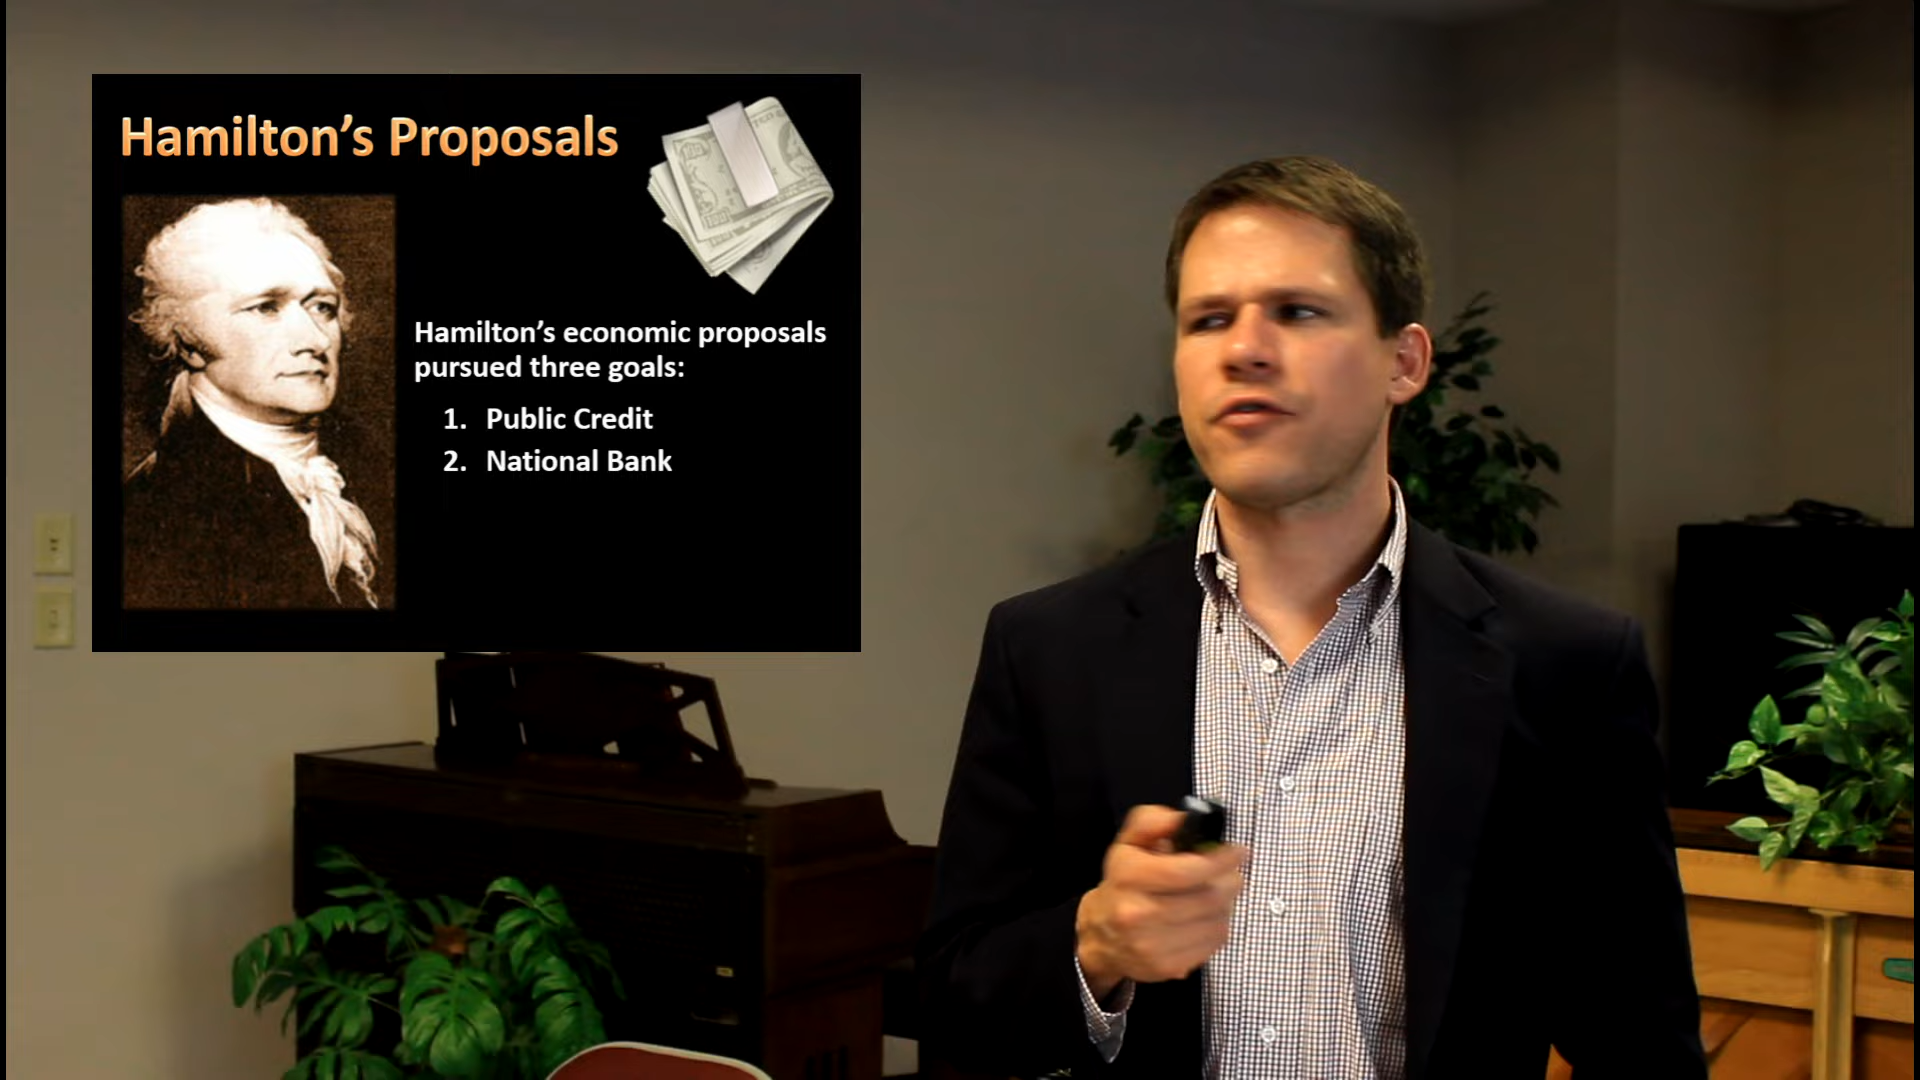 Hamilton's Proposals
Hamilton's economic proposals
pursued three goals:
1. Public Credit
2. National Bank